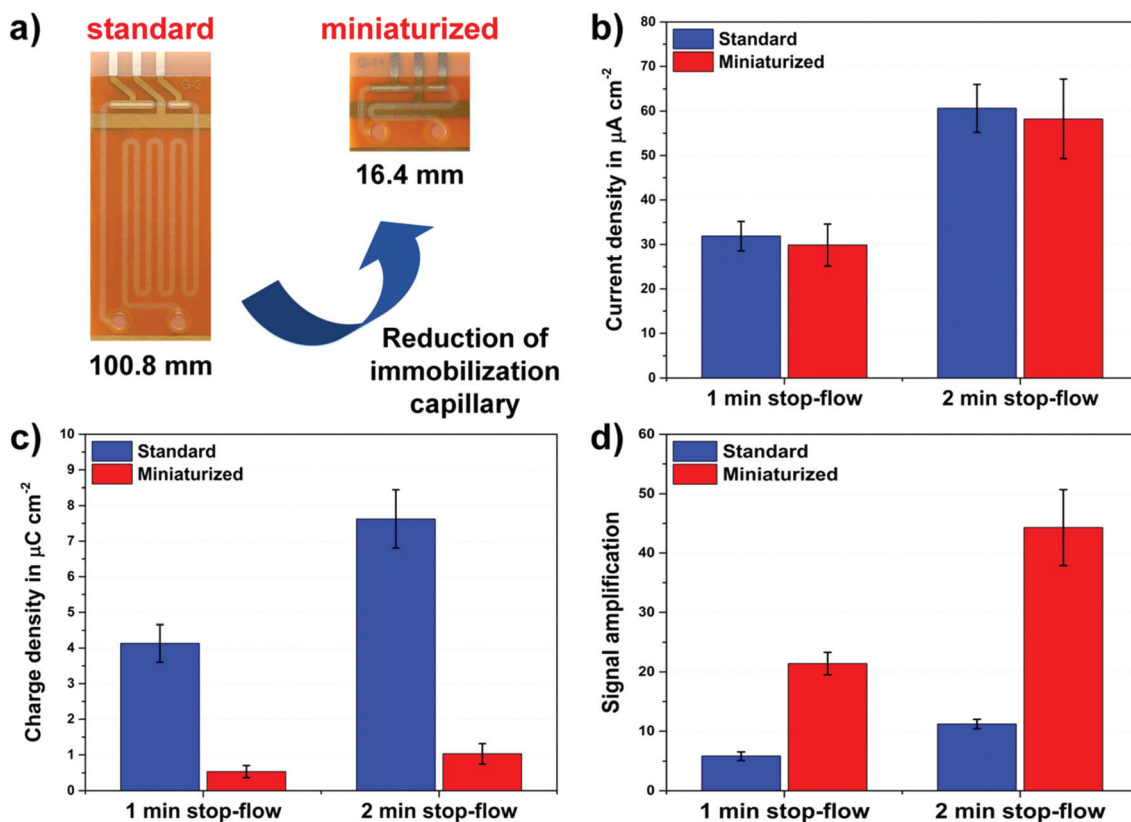 a)
standard
miniaturized
G-2
G-11
16.4 mm
100.8 mm
Reduction of
immobilization
capillary
b)
Standard
Miniaturized
Current density in µA cm⁻²
80
70
60
50
40
30
20
10
0
1 min stop-flow
2 min stop-flow
c)
Standard
Miniaturized
Charge density in µC cm⁻²
10
9
8
7
6
5
4
3
2
1
0
1 min stop-flow
2 min stop-flow
d)
Standard
Miniaturized
Signal amplification
60
50
40
30
20
10
0
1 min stop-flow
2 min stop-flow